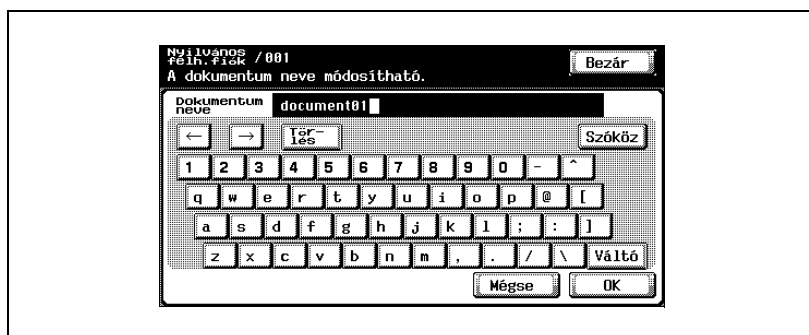 Nyilvános
félh.fiók /001
Bezár
A dokumentum neve módosítható.
Dokumentum
neve
document01
← → Tör-
lés
Szóköz
1 2 3 4 5 6 7 8 9 0 - ^
q w e r t y u i o p @ [
a s d f g h j k l ; : ]
z x c v b n m , . / \ Váltó
Mégse OK